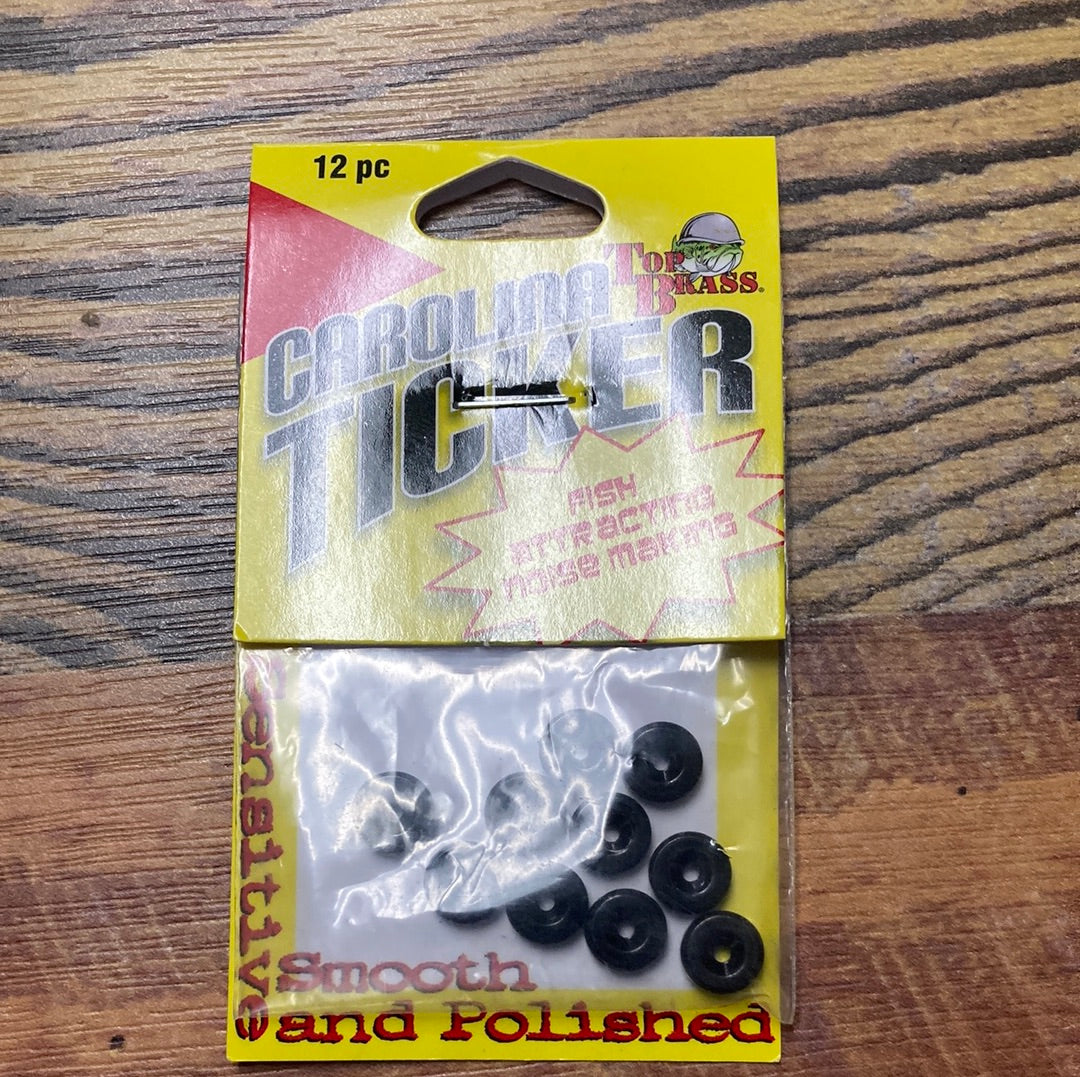 12 pc
TOP
BRASS®
CAROLINA
TICKER
FISH
ATTRACTING
NOISE MAKING
Sensitive
Smooth
and Polished